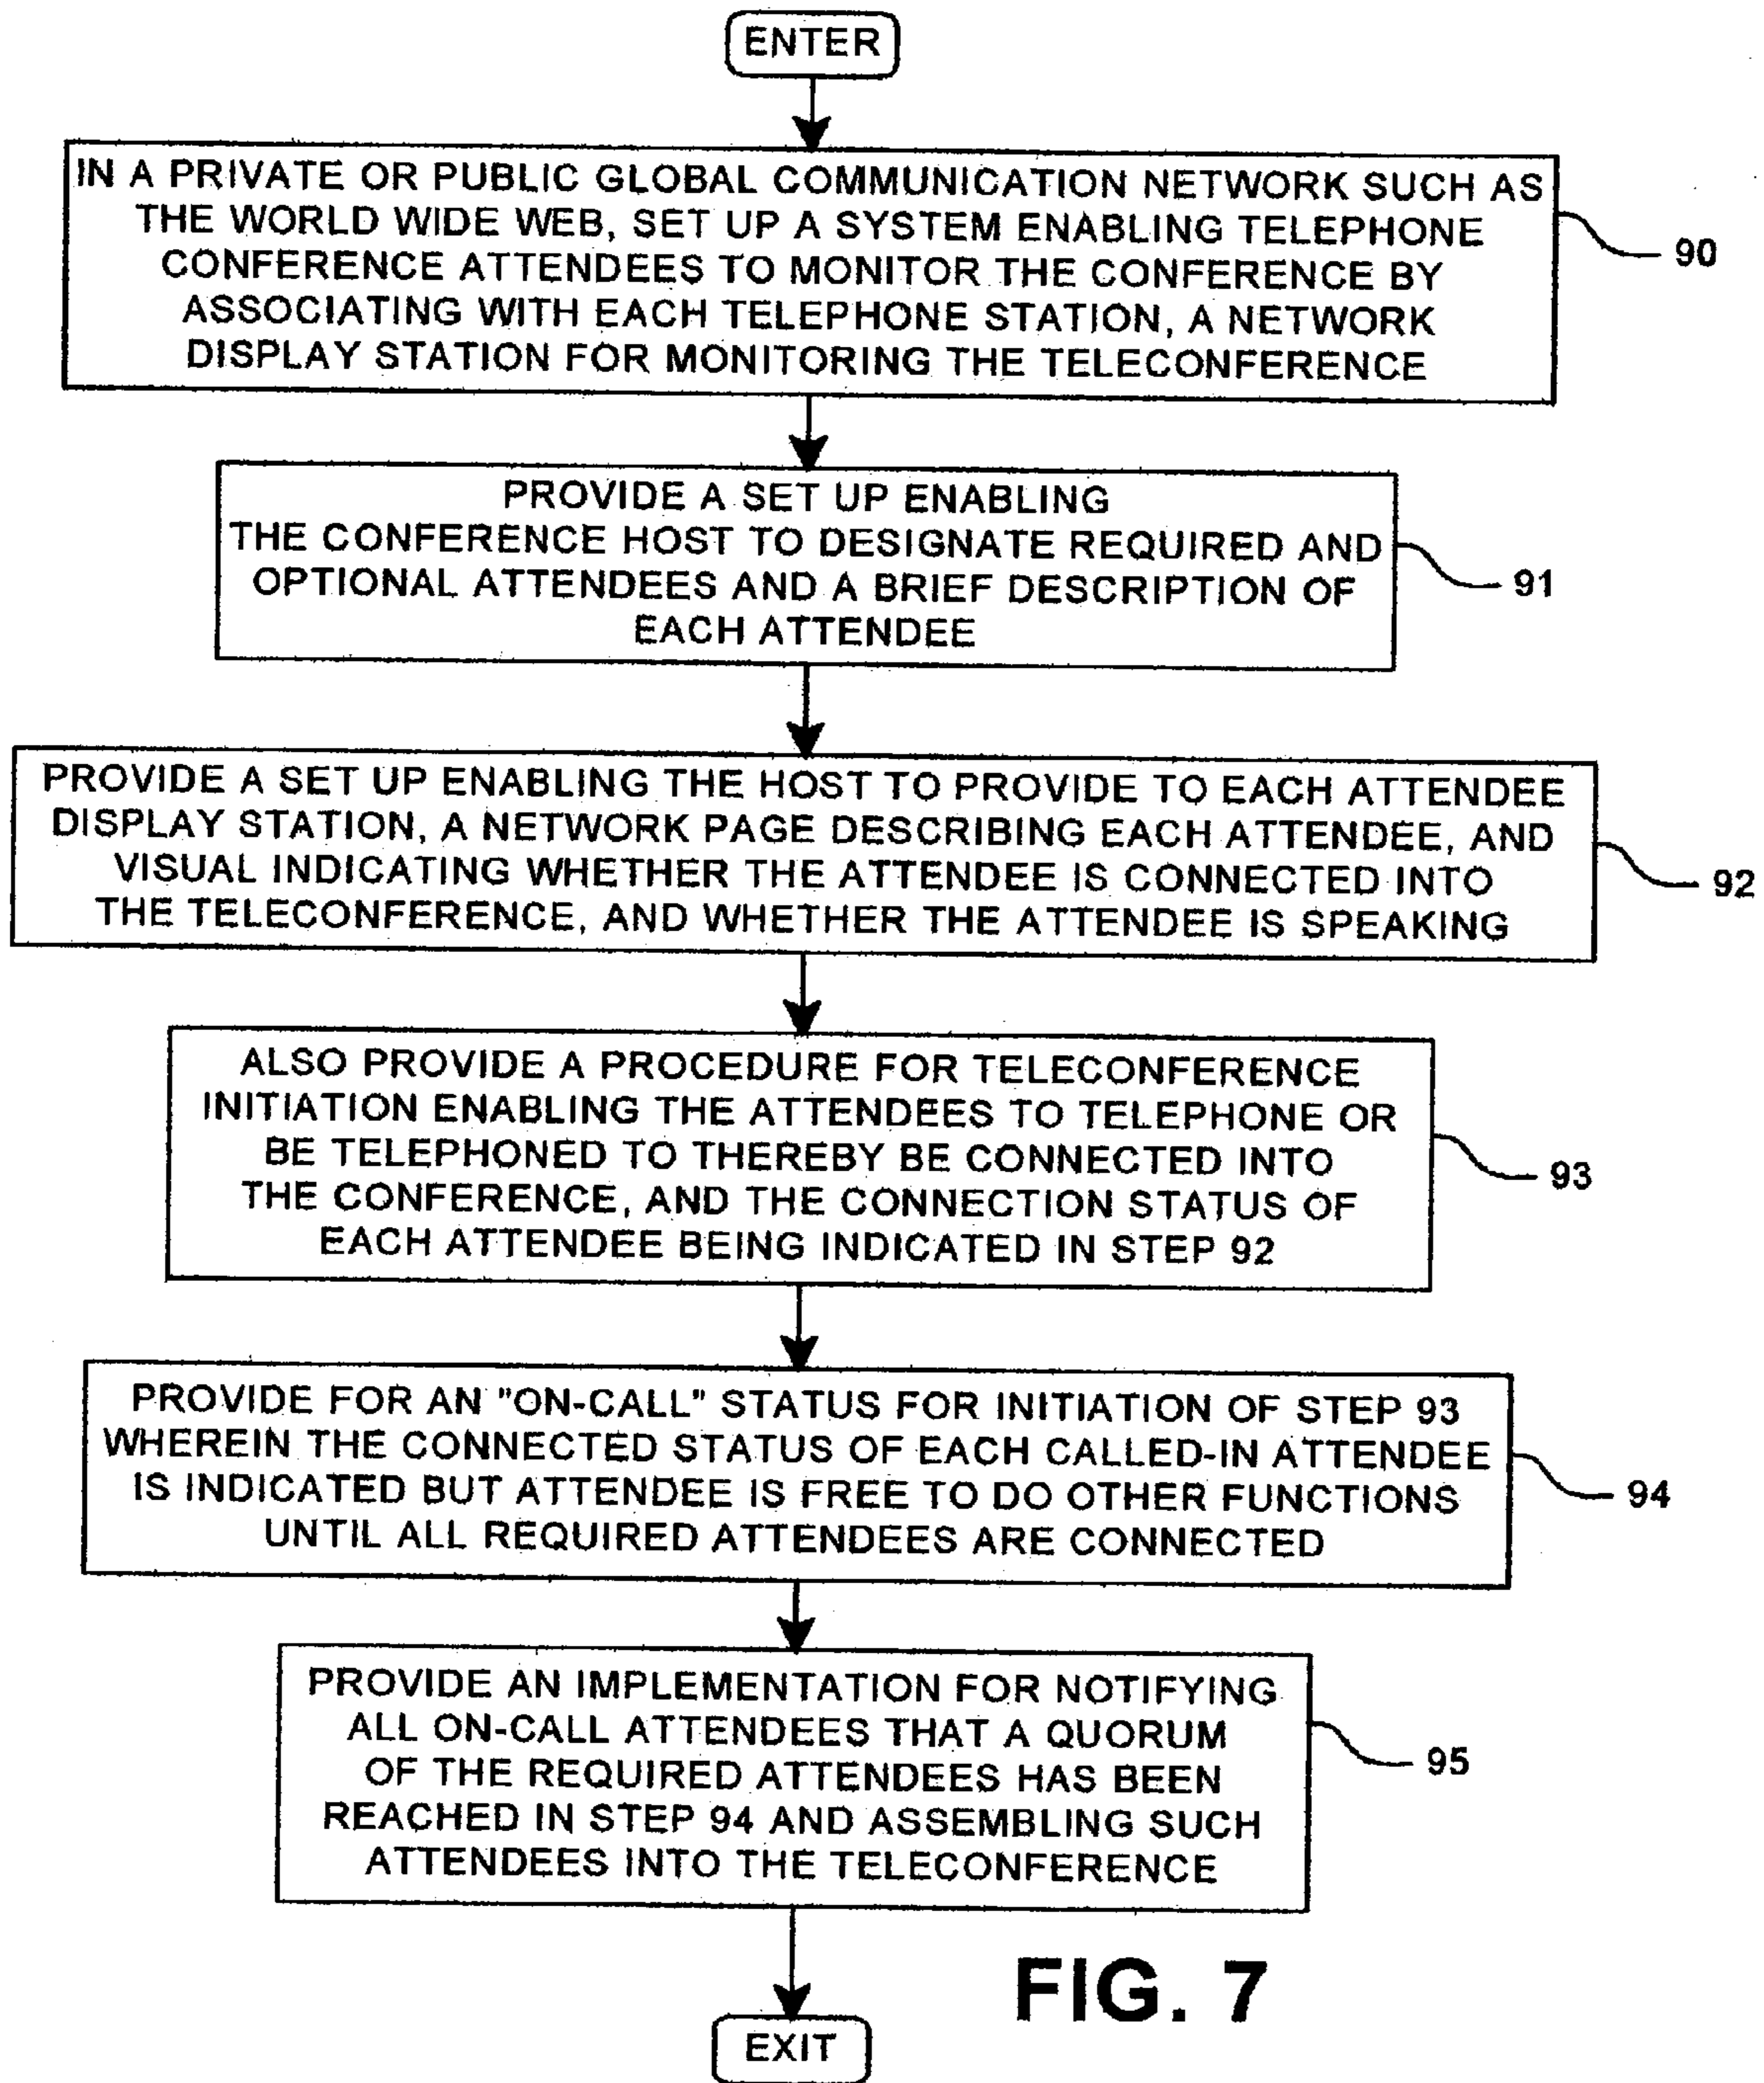 ENTER
IN A PRIVATE OR PUBLIC GLOBAL COMMUNICATION NETWORK SUCH AS
THE WORLD WIDE WEB, SET UP A SYSTEM ENABLING TELEPHONE
CONFERENCE ATTENDEES TO MONITOR THE CONFERENCE BY
ASSOCIATING WITH EACH TELEPHONE STATION, A NETWORK
DISPLAY STATION FOR MONITORING THE TELECONFERENCE
90
PROVIDE A SET UP ENABLING
THE CONFERENCE HOST TO DESIGNATE REQUIRED AND
OPTIONAL ATTENDEES AND A BRIEF DESCRIPTION OF
EACH ATTENDEE
91
PROVIDE A SET UP ENABLING THE HOST TO PROVIDE TO EACH ATTENDEE
DISPLAY STATION, A NETWORK PAGE DESCRIBING EACH ATTENDEE, AND
VISUAL INDICATING WHETHER THE ATTENDEE IS CONNECTED INTO
THE TELECONFERENCE, AND WHETHER THE ATTENDEE IS SPEAKING
92
ALSO PROVIDE A PROCEDURE FOR TELECONFERENCE
INITIATION ENABLING THE ATTENDEES TO TELEPHONE OR
BE TELEPHONED TO THEREBY BE CONNECTED INTO
THE CONFERENCE, AND THE CONNECTION STATUS OF
EACH ATTENDEE BEING INDICATED IN STEP 92
93
PROVIDE FOR AN "ON-CALL" STATUS FOR INITIATION OF STEP 93
WHEREIN THE CONNECTED STATUS OF EACH CALLED-IN ATTENDEE
IS INDICATED BUT ATTENDEE IS FREE TO DO OTHER FUNCTIONS
UNTIL ALL REQUIRED ATTENDEES ARE CONNECTED
94
PROVIDE AN IMPLEMENTATION FOR NOTIFYING
ALL ON-CALL ATTENDEES THAT A QUORUM
OF THE REQUIRED ATTENDEES HAS BEEN
REACHED IN STEP 94 AND ASSEMBLING SUCH
ATTENDEES INTO THE TELECONFERENCE
95
EXIT
FIG. 7